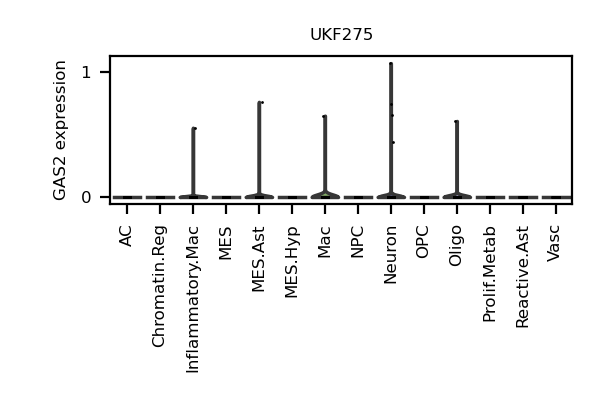 UKF275
GAS2 expression
1
0
AC
Chromatin.Reg
Inflammatory.Mac
MES
MES.Ast
MES.Hyp
Mac
NPC
Neuron
OPC
Oligo
Prolif.Metab
Reactive.Ast
Vasc